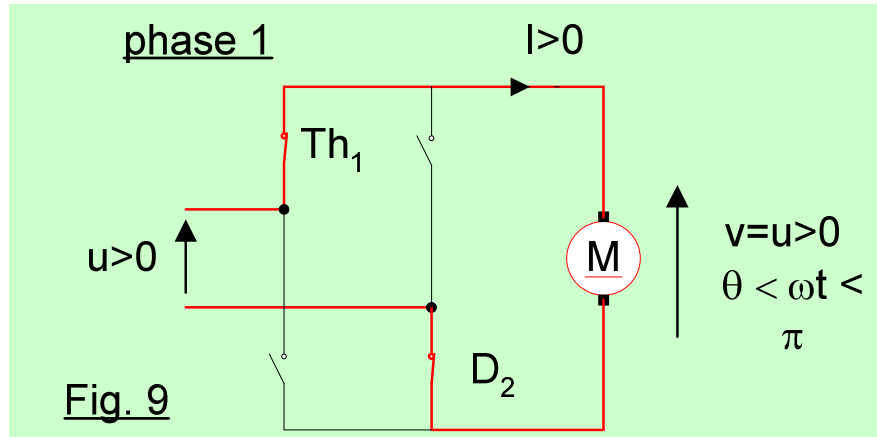 phase 1
I>0
Th1
u>0
M
v=u>0
θ < ωt <
π
D2
Fig. 9